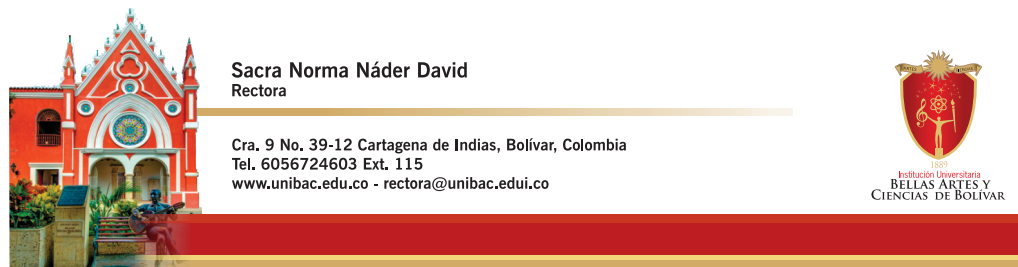 Sacra Norma Náder David
Rectora
Cra. 9 No. 39-12 Cartagena de Indias, Bolívar, Colombia
Tel. 6056724603 Ext. 115
www.unibac.edu.co - rectora@unibac.edui.co
1889
Institución Universitaria
BELLAS ARTES Y
CIENCIAS DE BOLÍVAR